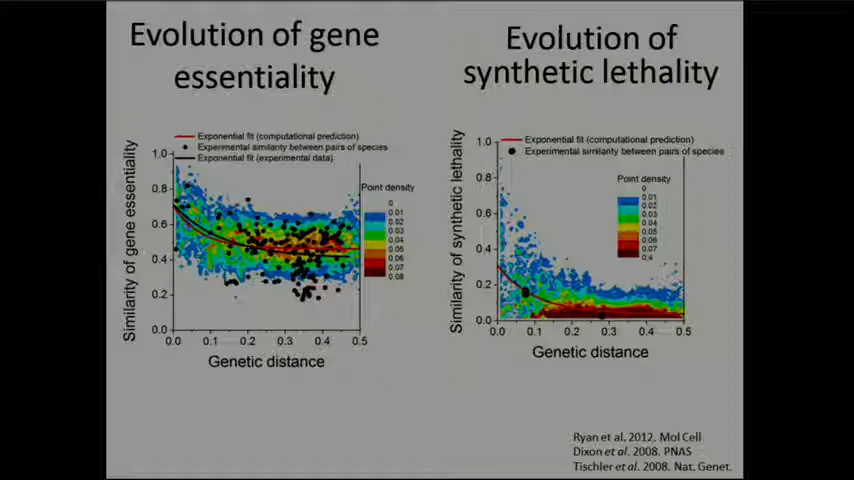 Evolution of gene
essentiality
Exponential fit (computational prediction)
Experimental similarity between pairs of species
Exponential fit (experimental data)
Similarity of gene essentiality
1.0
0.8
0.6
0.4
0.2
0.0
0.0 0.1 0.2 0.3 0.4 0.5
Genetic distance
Point density
0
0.01
0.02
0.03
0.04
0.05
0.06
0.07
0.08
Evolution of
synthetic lethality
Exponential fit (computational prediction)
Experimental similarity between pairs of species
Similarity of synthetic lethality
1.0
0.8
0.6
0.4
0.2
0.0
0.0 0.1 0.2 0.3 0.4 0.5
Genetic distance
Point density
0
0.01
0.02
0.03
0.04
0.05
0.06
0.07
0.4
Ryan et al. 2012. Mol Cell
Dixon et al. 2008. PNAS
Tischler et al. 2008. Nat. Genet.